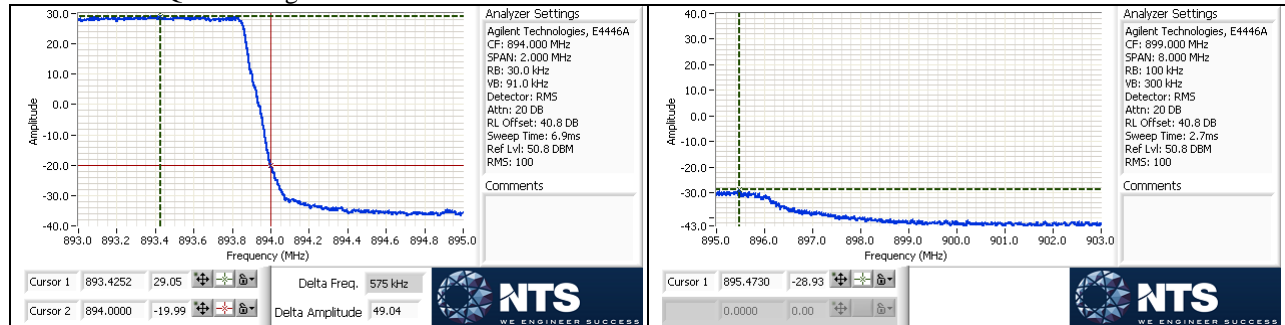 30.0
20.0
10.0
0.0
-10.0
-20.0
-30.0
-40.0
Amplitude
893.0 893.2 893.4 893.6 893.8 894.0 894.2 894.4 894.6 894.8 895.0
Frequency (MHz)
Analyzer Settings
Agilent Technologies, E4446A
CF: 894.000 MHz
SPAN: 2.000 MHz
RB: 30.0 kHz
VB: 91.0 kHz
Detector: RMS
Attn: 20 DB
RL Offset: 40.8 DB
Sweep Time: 6.9ms
Ref Lvl: 50.8 DBM
RMS: 100
Comments
Cursor 1 893.4252 29.05
Cursor 2 894.0000 -19.99
Delta Freq. 575 kHz
Delta Amplitude 49.04
NTS
WE ENGINEER SUCCESS
40.0
30.0
20.0
10.0
0.0
-10.0
-20.0
-30.0
-43.0
Amplitude
895.0 896.0 897.0 898.0 899.0 900.0 901.0 902.0 903.0
Frequency (MHz)
Analyzer Settings
Agilent Technologies, E4446A
CF: 899.000 MHz
SPAN: 8.000 MHz
RB: 100 kHz
VB: 300 kHz
Detector: RMS
Attn: 20 DB
RL Offset: 40.8 DB
Sweep Time: 2.7ms
Ref Lvl: 50.8 DBM
RMS: 100
Comments
Cursor 1 895.4730 -28.93
0.0000 0.00
NTS
WE ENGINEER SUCCESS